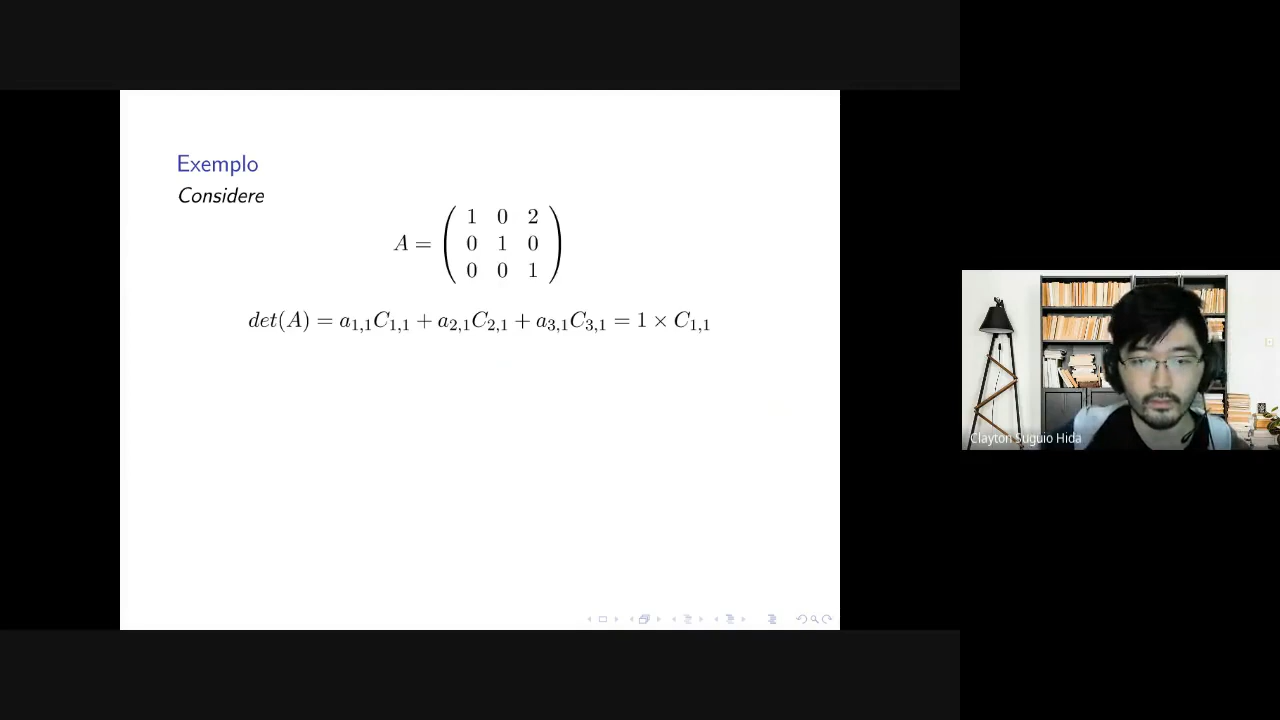 Exemplo
Considere
A = ( 1 0 2
0 1 0
0 0 1 )
det(A) = a_{1,1}C_{1,1} + a_{2,1}C_{2,1} + a_{3,1}C_{3,1} = 1 × C_{1,1}
Clayton Suguio Hida